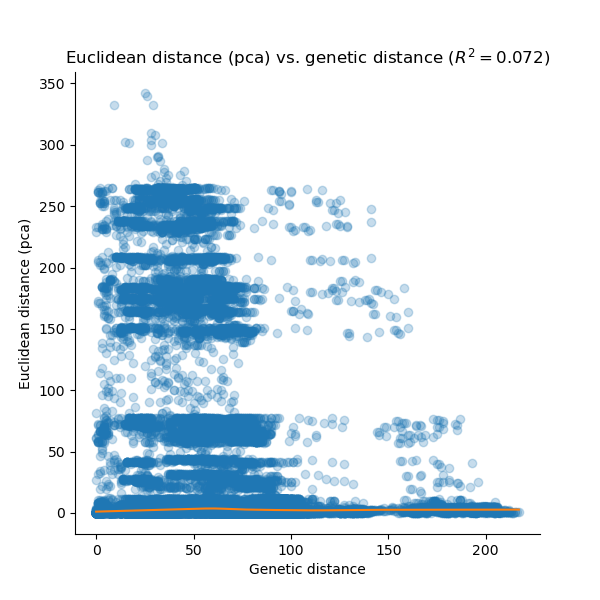 Euclidean distance (pca) vs. genetic distance (R² = 0.072)
350
300
250
200
150
100
50
0
Euclidean distance (pca)
0 50 100 150 200
Genetic distance